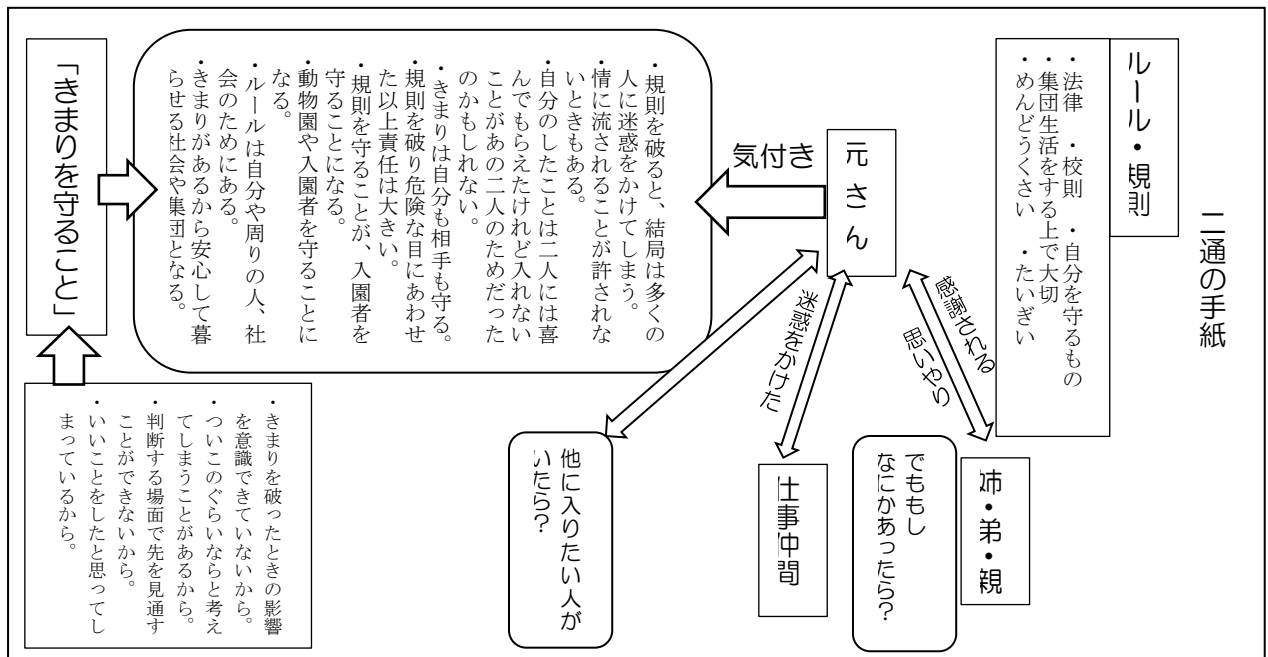 二通の手紙
ルール・規則
・法律　・校則　・自分を守るもの
・集団生活をする上で大切
・めんどうくさい　・たいぎい
姉・弟・親
でももし
なにかあったら？
感謝される
思いやり
元さん
迷惑をかけた
仕事仲間
他に入りたい人が
いたら？
気付き
・規則を破ると、結局は多くの
人に迷惑をかけてしまう。
・情に流されることが許されな
いときもある。
・自分のしたことは二人には喜
んでもらえたけれど入れない
ことがあの二人のためだった
のかもしれない。
・きまりは自分も相手も守る。
・規則を破り危険な目にあわせ
た以上責任は大きい。
・規則を守ることが、入園者を
守ることになる。
・動物園や入園者を守ることに
なる。
・ルールは自分や周りの人、社
会のためにある。
・きまりがあるから安心して暮
らせる社会や集団となる。
「きまりを守ること」
・きまりを破ったときの影響
を意識できていないから。
・ついこのぐらいならと考え
てしまうことがあるから。
・判断する場面で先を見通す
ことができないから。
・いいことをしたと思ってし
まっているから。